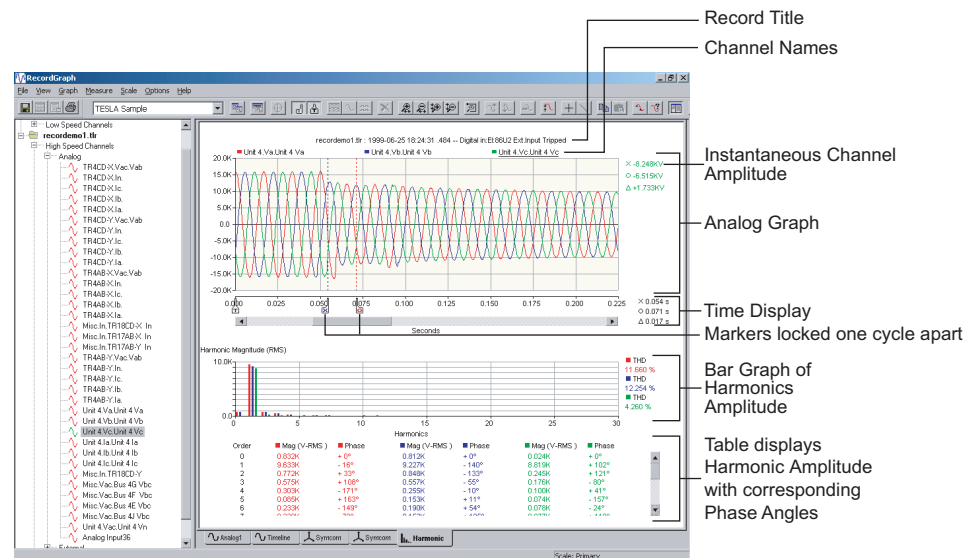 Record Title
Channel Names
RecordGraph
File View Graph Measure Scale Options Help
TESLA Sample
Low Speed Channels
recordemo1.tlr
High Speed Channels
Analog
TR4CD-X.Vac.Vab
TR4CD-X.In.
TR4CD-X.Ic.
TR4CD-X.Ib.
TR4CD-X.Ia.
TR4CD-Y.Vac.Vab
TR4CD-Y.In.
TR4CD-Y.Ic.
TR4CD-Y.Ib.
TR4CD-Y.Ia.
TR4AB-X.Vac.Vab
TR4AB-X.In.
TR4AB-X.Ic.
TR4AB-X.Ib.
TR4AB-X.Ia.
Misc.In.TR18CD-X In
Misc.In.TR17AB-X In
Misc.In.TR17AB-Y In
TR4AB-Y.Vac.Vab
TR4AB-Y.In.
TR4AB-Y.Ic.
TR4AB-Y.Ib.
TR4AB-Y.Ia.
Unit 4.Va.Unit 4 Va
Unit 4.Vb.Unit 4 Vb
Unit 4.Vc.Unit 4 Vc
Unit 4.Ia.Unit 4 Ia
Unit 4.Ib.Unit 4 Ib
Unit 4.Ic.Unit 4 Ic
Misc.In.TR18CD-Y
Misc.Vac.Bus 4G Vbc
Misc.Vac.Bus 4F Vbc
Misc.Vac.Bus 4E Vbc
Misc.Vac.Bus 4J Vbc
Unit 4.Vac.Unit 4 Vn
Analog Input36
External
recordemo1.tlr : 1999-06-25 18:24:31 .484 -- Digital in:El:86U2 Ext.Input Tripped
Unit 4.Va.Unit 4 Va Unit 4.Vb.Unit 4 Vb Unit 4.Vc.Unit 4 Vc
20.0K
15.0K
10.0K
5.0K
0.0
-5.0K
-10.0K
-15.0K
-20.0K
× -8.248KV
○ -6.515KV
△ +1.733KV
0.000 0.025 0.050 0.075 0.100 0.125 0.150 0.175 0.200 0.225
Seconds
× 0.054 s
○ 0.071 s
△ 0.017 s
Instantaneous Channel
Amplitude
Analog Graph
Time Display
Markers locked one cycle apart
Harmonic Magnitude (RMS)
10.0K
0.0K
0 5 10 15 20 25 30
Harmonics
THD
11.660 %
THD
12.254 %
THD
4.260 %
Bar Graph of
Harmonics
Amplitude
Order Mag (V-RMS ) Phase Mag (V-RMS ) Phase Mag (V-RMS ) Phase
0 0.832K + 0° 0.812K + 0° 0.024K + 0°
1 9.633K - 16° 9.227K - 140° 8.819K + 102°
2 0.772K + 33° 0.848K - 133° 0.245K + 121°
3 0.575K + 108° 0.557K - 55° 0.176K - 80°
4 0.303K - 171° 0.255K - 10° 0.100K + 41°
5 0.085K + 163° 0.153K + 11° 0.074K - 157°
6 0.233K - 149° 0.190K + 54° 0.078K - 24°
7
Table displays
Harmonic Amplitude
with corresponding
Phase Angles
Analog1 Timeline Symcom Symcom Harmonic
Scale: Primary